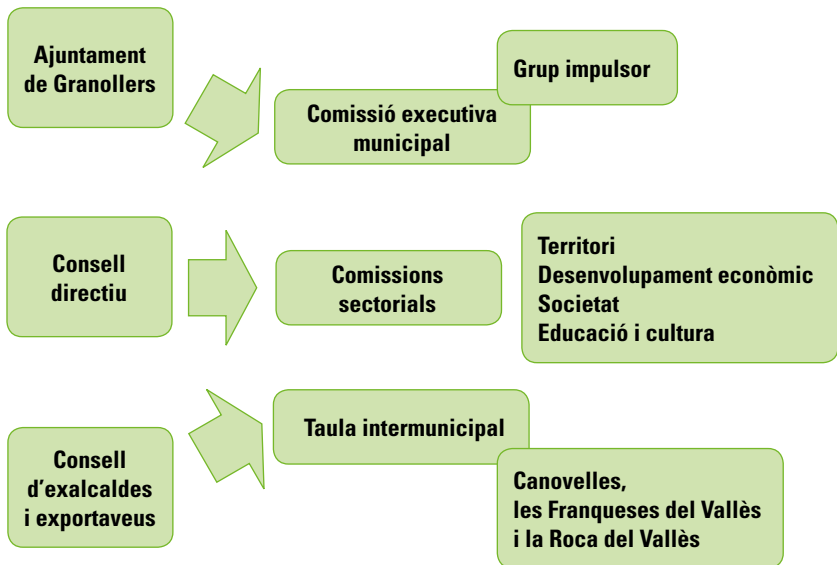 Ajuntament
de Granollers
Grup impulsor
Comissió executiva
municipal
Consell
directiu
Comissions
sectorials
Territori
Desenvolupament econòmic
Societat
Educació i cultura
Consell
d'exalcaldes
i exportaveus
Taula intermunicipal
Canovelles,
les Franqueses del Vallès
i la Roca del Vallès